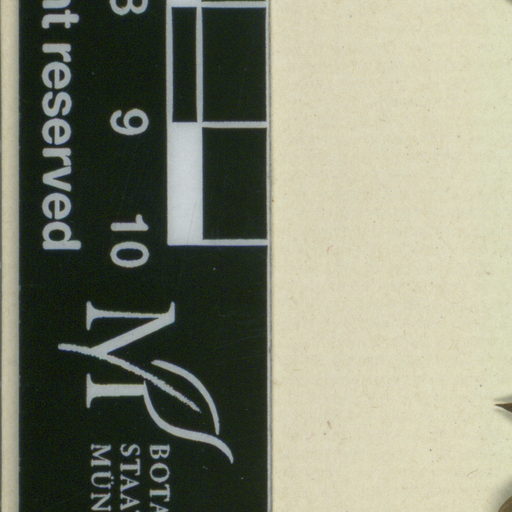 8
9
10
nt reserved
M
BOTA
STAA
MÜN